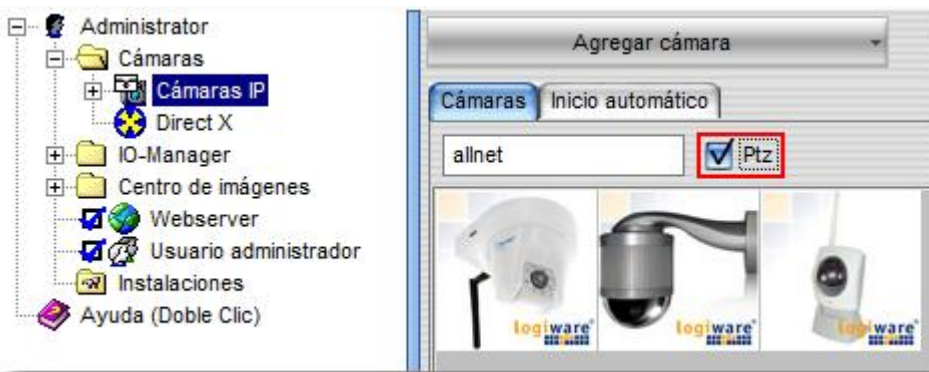 Administrator
Cámaras
Cámaras IP
Direct X
IO-Manager
Centro de imágenes
Webserver
Usuario administrador
Instalaciones
Ayuda (Doble Clic)
Agregar cámara
Cámaras Inicio automático
allnet Ptz
logiware logiware logiware